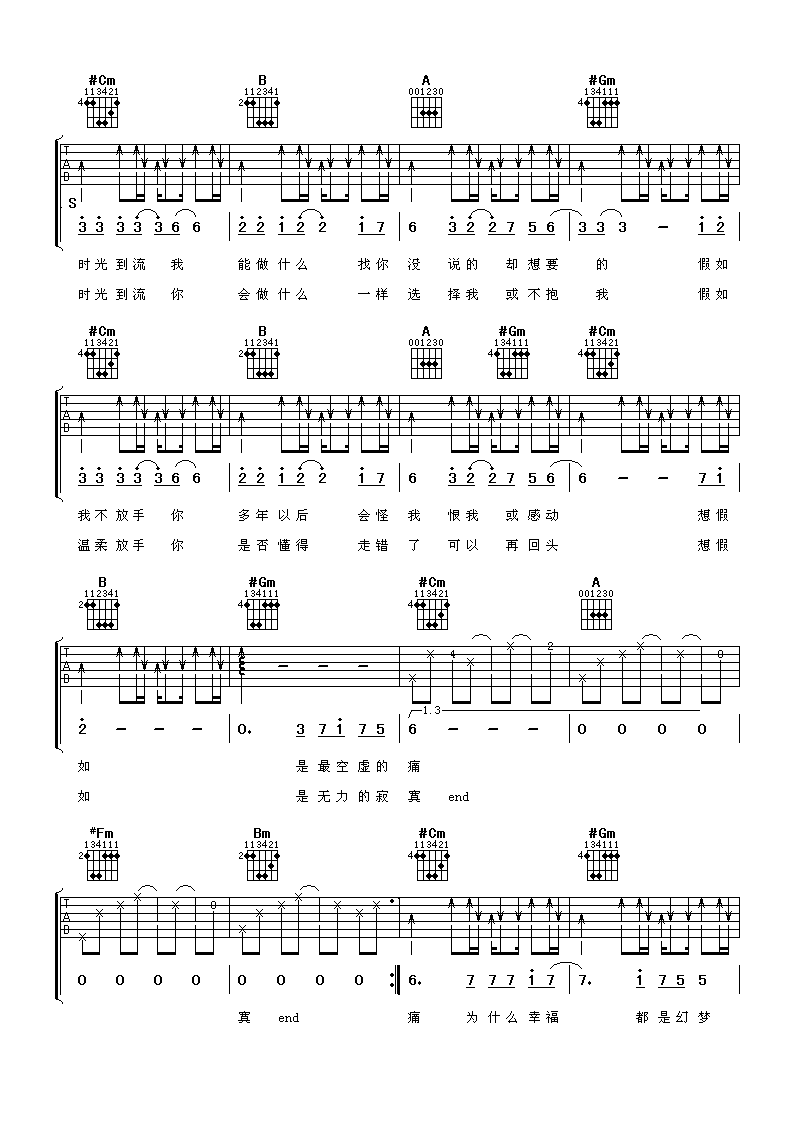 #Cm B A #Gm
113421 112341 001230 134111
4 2 4
T A B
S
3 3 3 3 6 6 2 2 1 2 2 1 7 6 3 2 2 7 5 6 3 3 3 - 1 2
时光到流 我 能做什么 找你 没 说的 却想要 的 假如
时光到流 你 会做什么 一样 选 择我 或不抱 我 假如
#Cm B A #Gm #Cm
113421 112341 001230 134111 113421
4 2 4 4
T A B
3 3 3 3 6 6 2 2 1 2 2 1 7 6 3 2 2 7 5 6 6 - - 7 1
我不放手 你 多年以后 会怪 我 恨我 或感动 想假
温柔放手 你 是否懂得 走错 了 可以 再回头 想假
B #Gm #Cm A
112341 134111 113421 001230
2 4 4
T A B - - - 4 2 0
1.3
2 - - - 0. 3 7 1 7 5 6 - - - 0 0 0 0
如 是最空虚的 痛
如 是无力的寂 寞 end
#Fm Bm #Cm #Gm
134111 113421 113421 134111
2 2 4 4
T A B 0
0 0 0 0 0 0 0 0 6. 7 7 7 1 7 7. 1 7 5 5
寞 end 痛 为什么幸福 都是幻梦